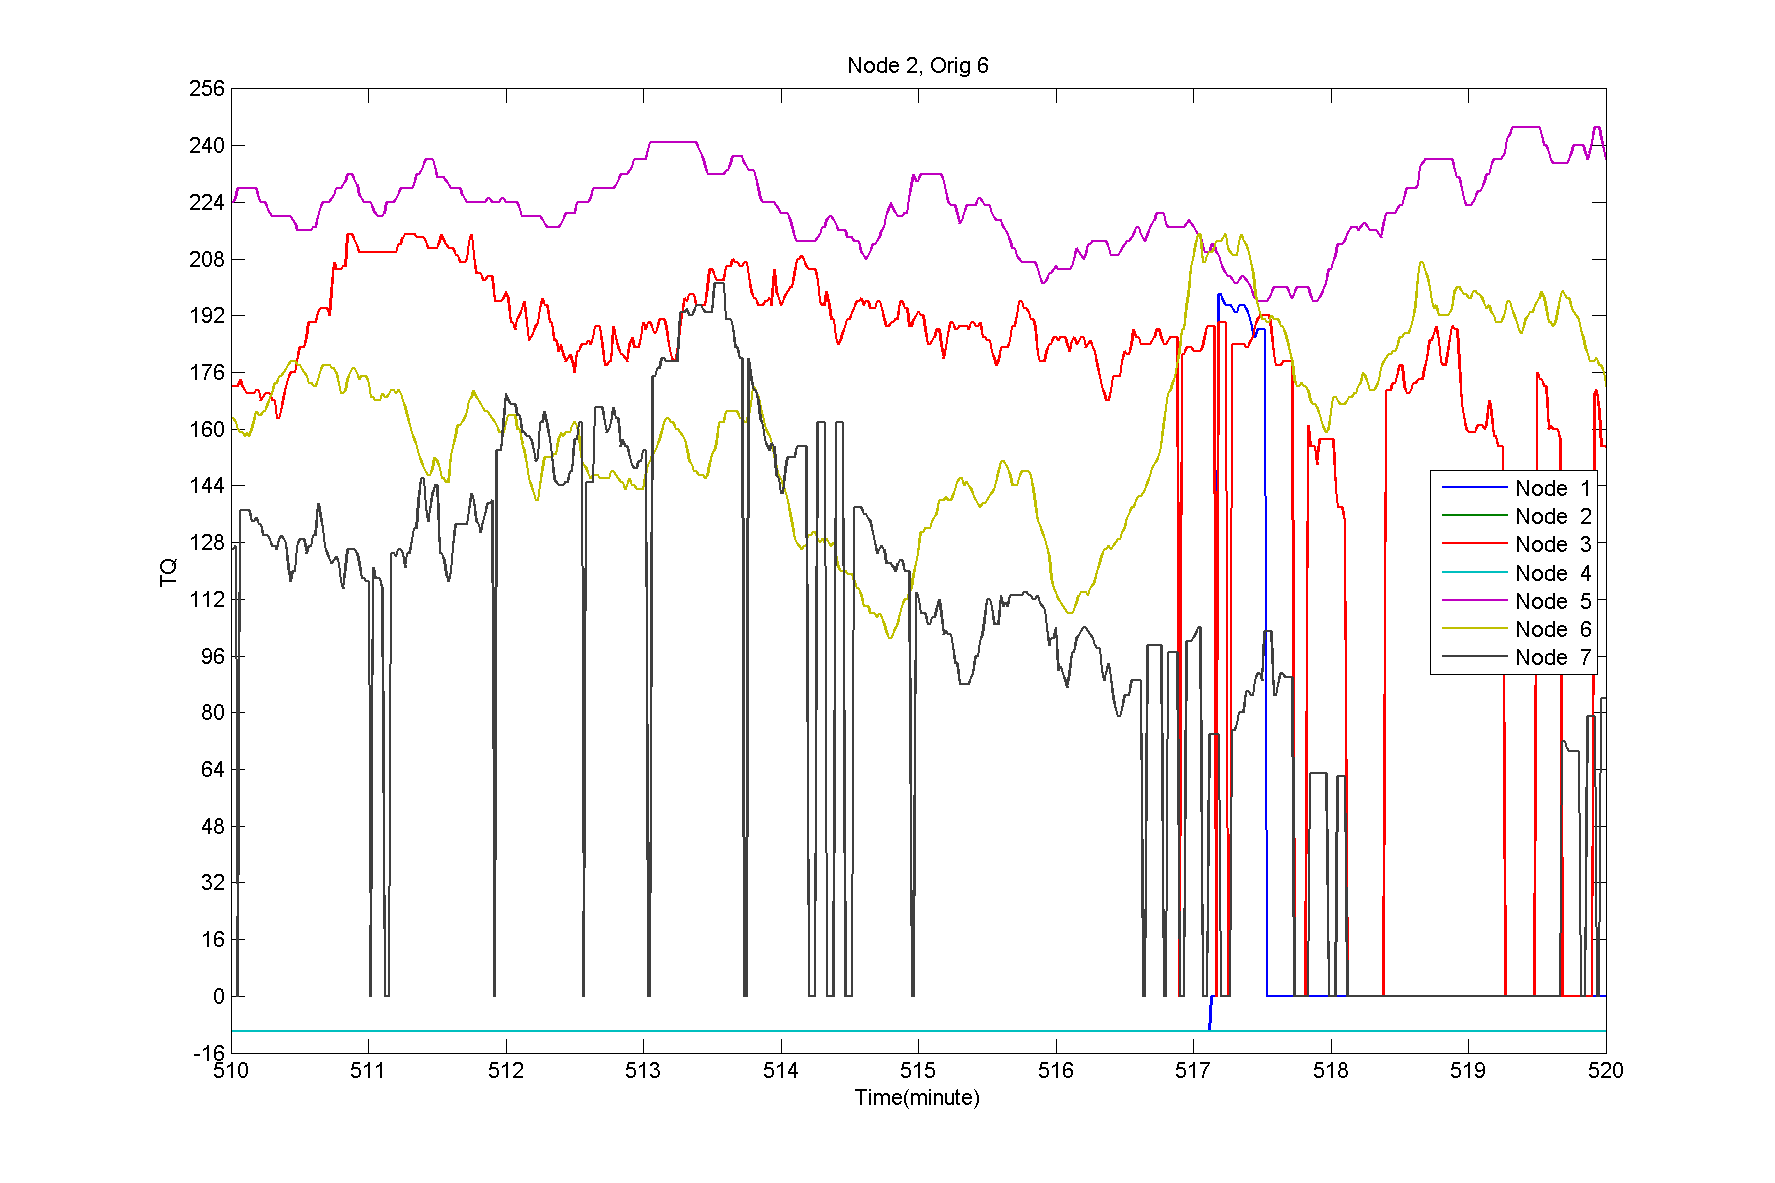 Node 2, Orig 6
256
240
224
208
192
176
160
144
128
112
96
80
64
48
32
16
0
-16
TQ
510 511 512 513 514 515 516 517 518 519 520
Time(minute)
Node 1
Node 2
Node 3
Node 4
Node 5
Node 6
Node 7